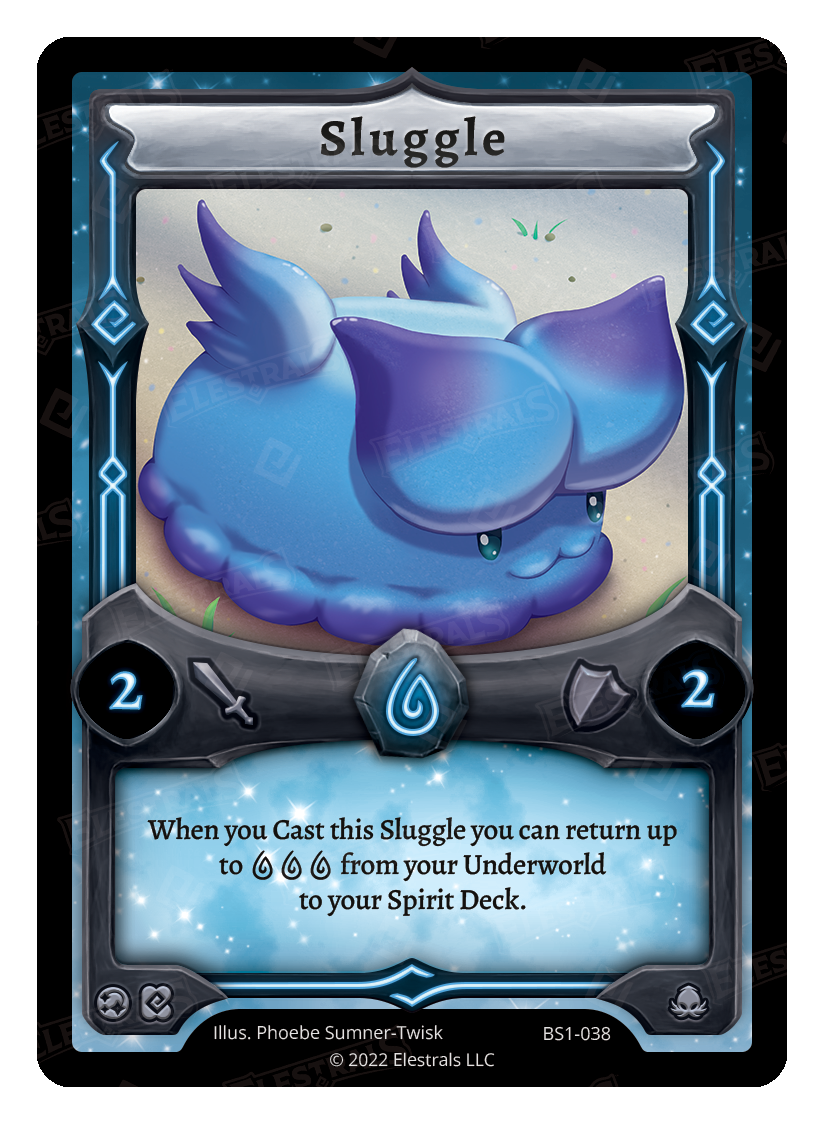 Sluggle
2
2
When you Cast this Sluggle you can return up
to from your Underworld
to your Spirit Deck.
Illus. Phoebe Sumner-Twisk
BS1-038
© 2022 Elestrals LLC
ELESTRALS